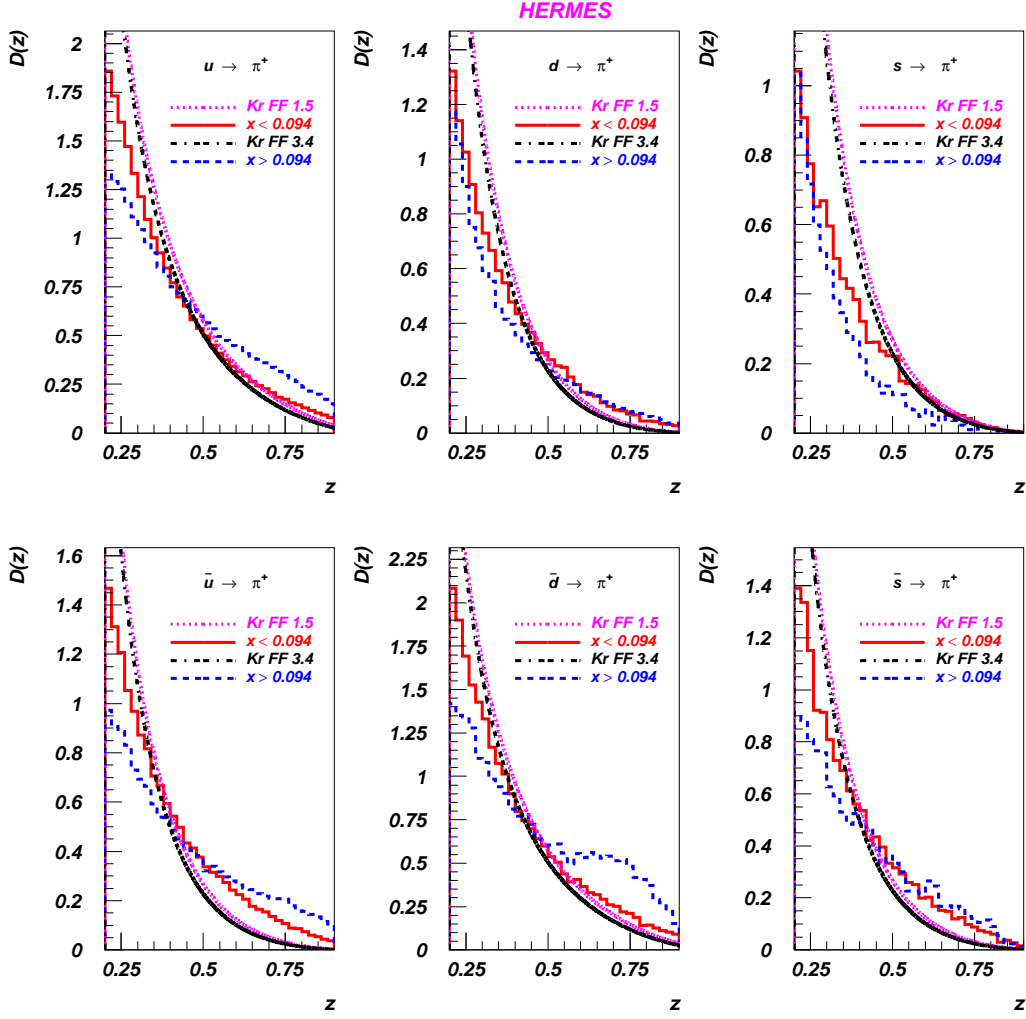 HERMES
D(z)
u → π+
Kr FF 1.5
x < 0.094
Kr FF 3.4
x > 0.094
2
1.75
1.5
1.25
1
0.75
0.5
0.25
0
0.25 0.5 0.75
z
D(z)
d → π+
Kr FF 1.5
x < 0.094
Kr FF 3.4
x > 0.094
1.4
1.2
1
0.8
0.6
0.4
0.2
0
0.25 0.5 0.75
z
D(z)
s → π+
Kr FF 1.5
x < 0.094
Kr FF 3.4
x > 0.094
1
0.8
0.6
0.4
0.2
0
0.25 0.5 0.75
z
D(z)
ū → π+
Kr FF 1.5
x < 0.094
Kr FF 3.4
x > 0.094
1.6
1.4
1.2
1
0.8
0.6
0.4
0.2
0
0.25 0.5 0.75
z
D(z)
d̄ → π+
Kr FF 1.5
x < 0.094
Kr FF 3.4
x > 0.094
2.25
2
1.75
1.5
1.25
1
0.75
0.5
0.25
0
0.25 0.5 0.75
z
D(z)
s̄ → π+
Kr FF 1.5
x < 0.094
Kr FF 3.4
x > 0.094
1.4
1.2
1
0.8
0.6
0.4
0.2
0
0.25 0.5 0.75
z